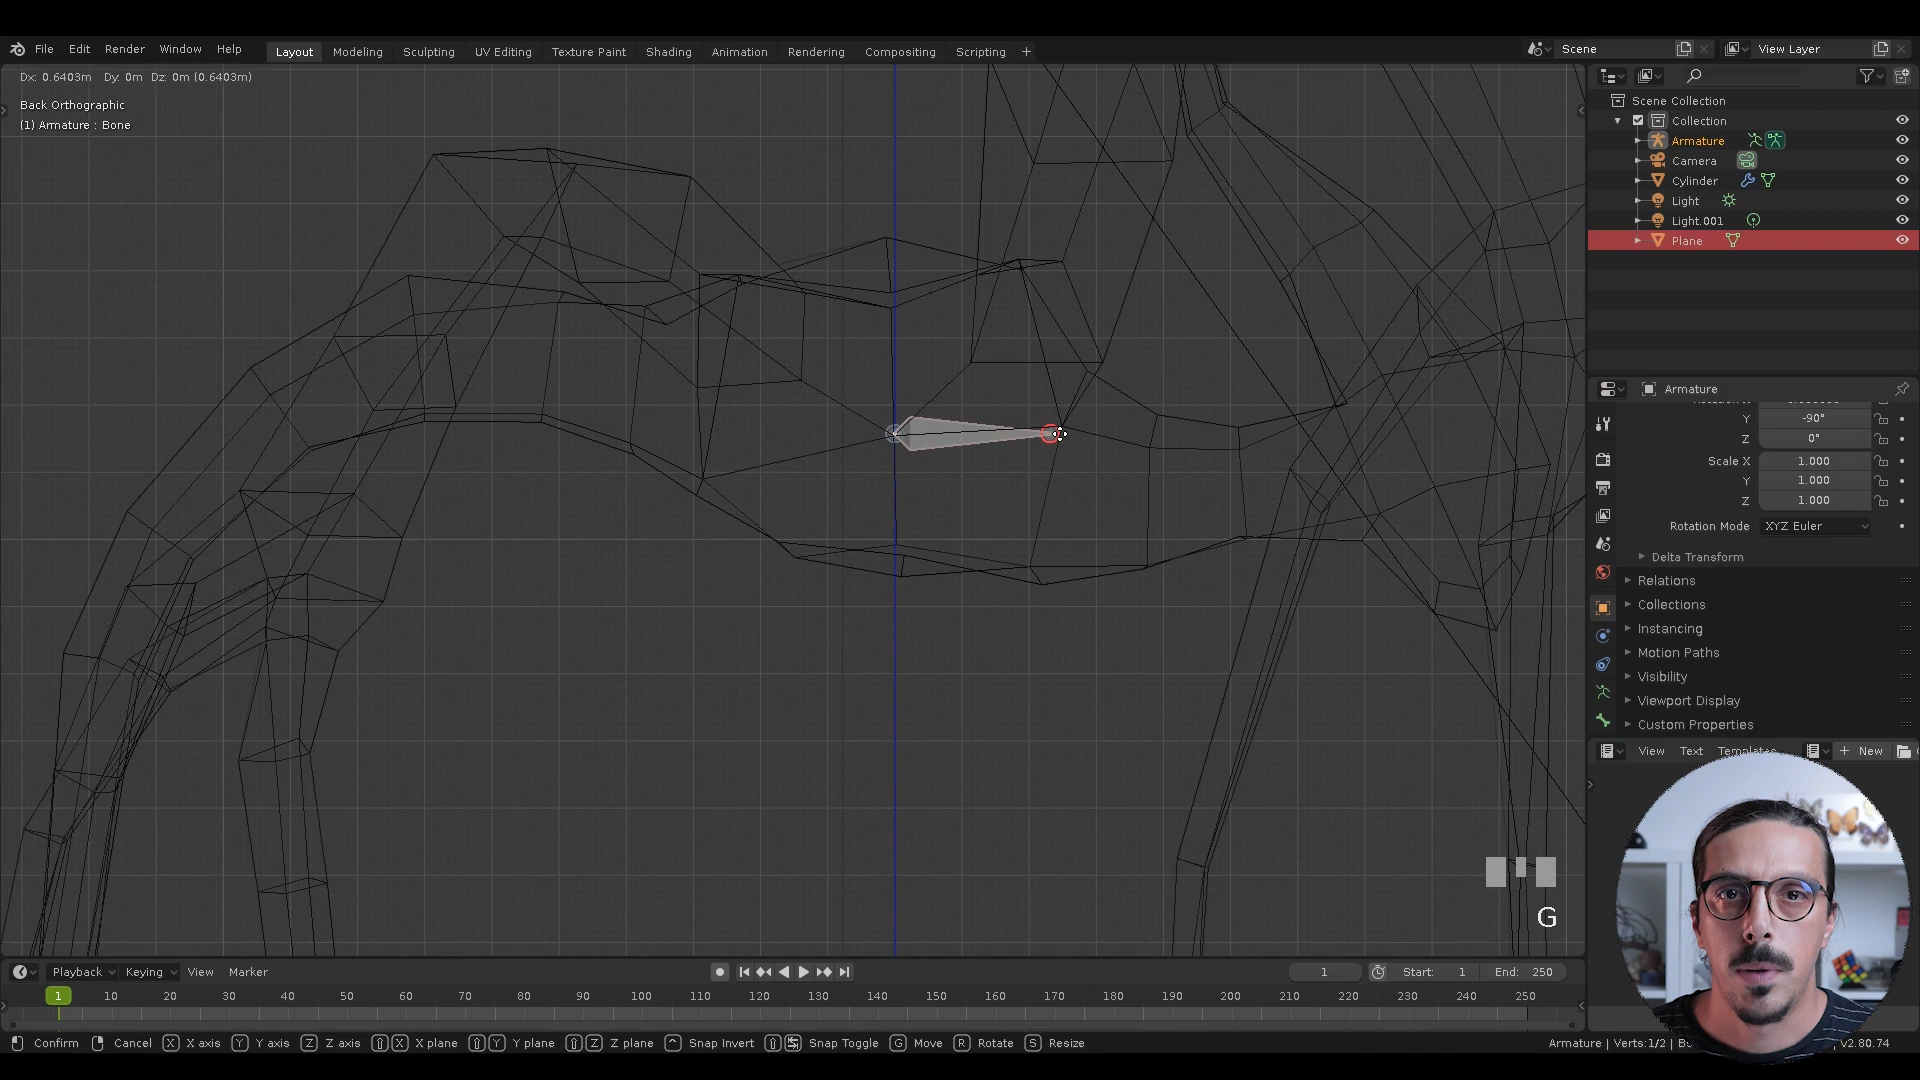 File Edit Render Window Help Layout Modeling Sculpting UV Editing Texture Paint Shading Animation Rendering Compositing Scripting + Scene View Layer
Dx: 0.6403m Dy: 0m Dz: 0m (0.6403m)
Back Orthographic
(1) Armature : Bone
Scene Collection
Collection
Armature
Camera
Cylinder
Light
Light.001
Plane
Armature
Y -90°
Z 0°
Scale X 1.000
Y 1.000
Z 1.000
Rotation Mode XYZ Euler
Delta Transform
Relations
Collections
Instancing
Motion Paths
Visibility
Viewport Display
Custom Properties
View Text Templates + New
G
Playback Keying View Marker 1 Start: 1 End: 250
1 10 20 30 40 50 60 70 80 90 100 110 120 130 140 150 160 170 180 190 200 210 220 230 240 250
Confirm Cancel X X axis Y Y axis Z Z axis X X plane Y Y plane Z Z plane Snap Invert Snap Toggle G Move R Rotate S Resize Armature | Verts:1/2 | v2.80.74